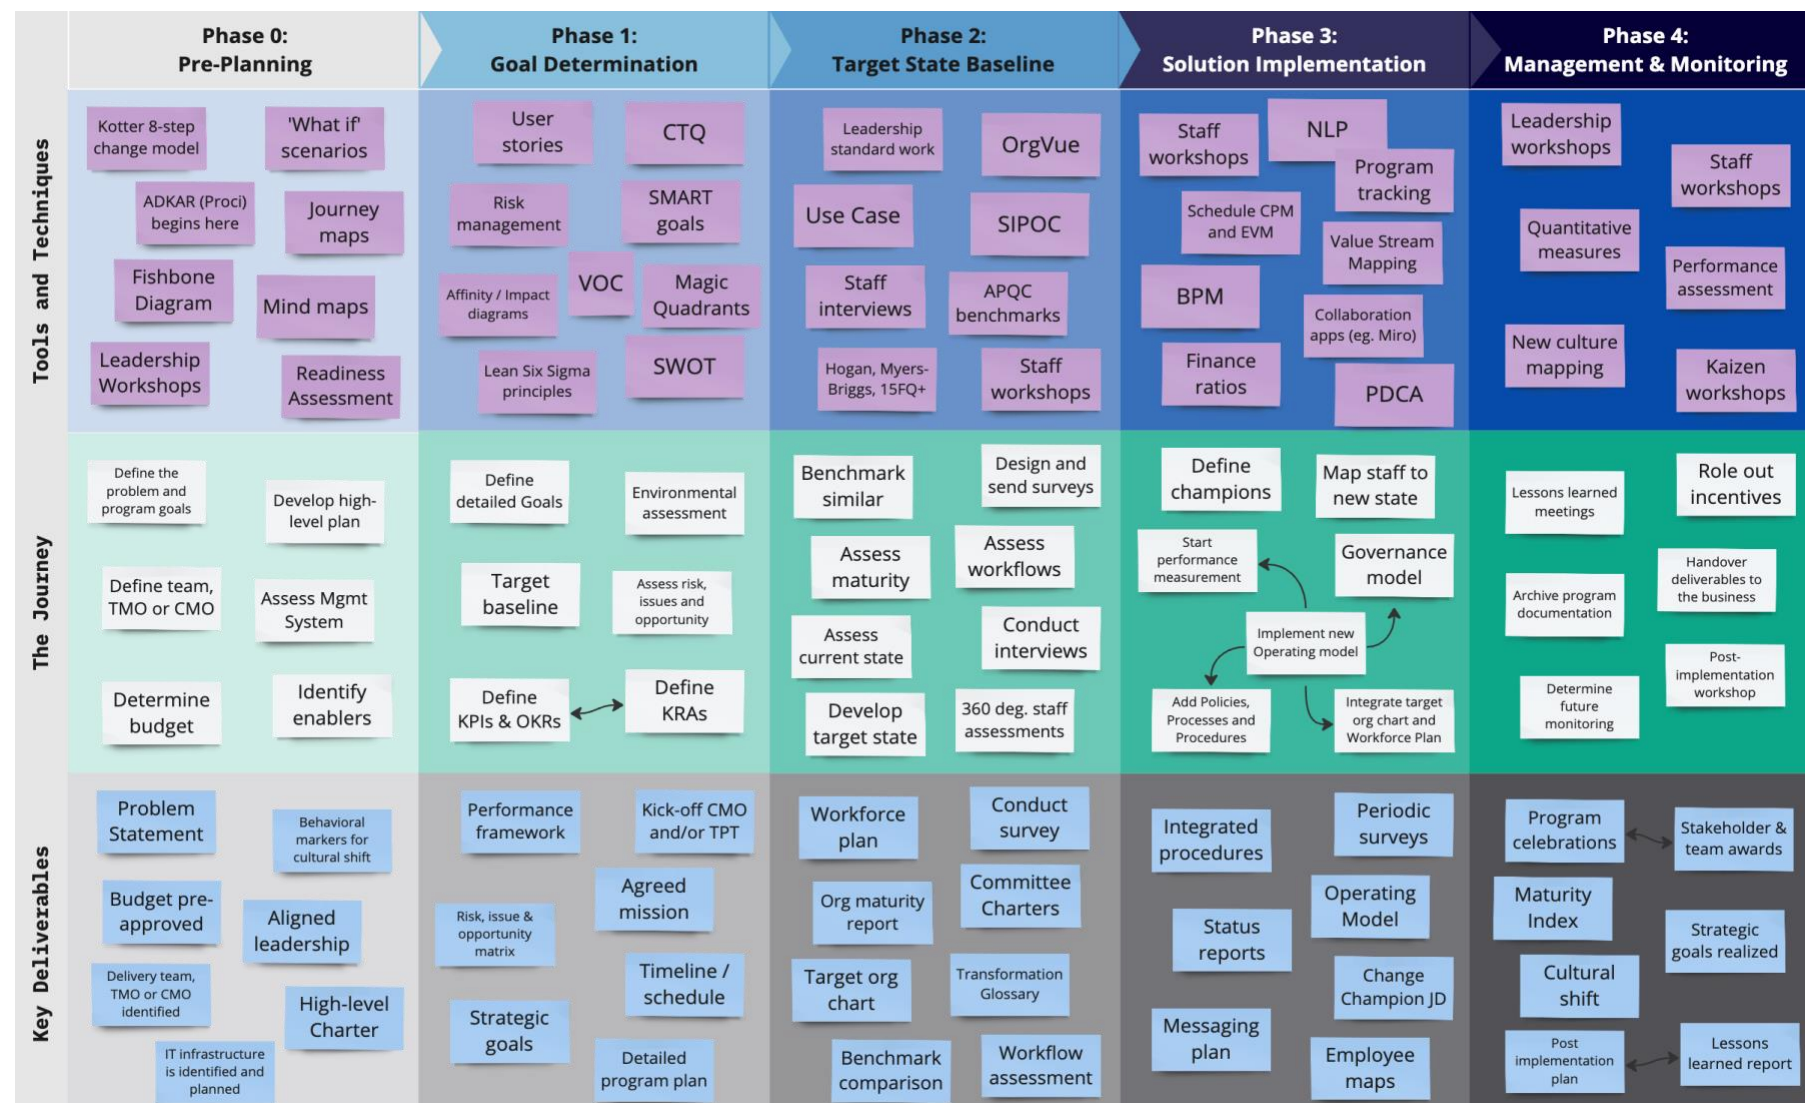 Phase 0:
Pre-Planning
Phase 1:
Goal Determination
Phase 2:
Target State Baseline
Phase 3:
Solution Implementation
Phase 4:
Management & Monitoring
Tools and Techniques
Kotter 8-step
change model
'What if'
scenarios
ADKAR (Proci)
begins here
Journey
maps
Fishbone
Diagram
Mind maps
Leadership
Workshops
Readiness
Assessment
User
stories
CTQ
Risk
management
SMART
goals
Affinity / Impact
diagrams
VOC
Magic
Quadrants
Lean Six Sigma
principles
SWOT
Leadership
standard work
OrgVue
Use Case
SIPOC
Staff
interviews
APQC
benchmarks
Hogan, Myers-
Briggs, 15FQ+
Staff
workshops
Staff
workshops
NLP
Program
tracking
Schedule CPM
and EVM
Value Stream
Mapping
BPM
Collaboration
apps (eg. Miro)
Finance
ratios
PDCA
Leadership
workshops
Staff
workshops
Quantitative
measures
Performance
assessment
New culture
mapping
Kaizen
workshops
The Journey
Define the
problem and
program goals
Develop high-
level plan
Define team,
TMO or CMO
Assess Mgmt
System
Determine
budget
Identify
enablers
Define
detailed Goals
Environmental
assessment
Target
baseline
Assess risk,
issues and
opportunity
Define
KPIs & OKRs
Define
KRAs
Benchmark
similar
Design and
send surveys
Assess
maturity
Assess
workflows
Assess
current state
Conduct
interviews
Develop
target state
360 deg. staff
assessments
Define
champions
Map staff to
new state
Start
performance
measurement
Governance
model
Implement new
Operating model
Add Policies,
Processes and
Procedures
Integrate target
org chart and
Workforce Plan
Lessons learned
meetings
Role out
incentives
Archive program
documentation
Handover
deliverables to
the business
Determine
future
monitoring
Post-
implementation
workshop
Key Deliverables
Problem
Statement
Behavioral
markers for
cultural shift
Budget pre-
approved
Aligned
leadership
Delivery team,
TMO or CMO
identified
High-level
Charter
IT infrastructure
is identified and
planned
Performance
framework
Kick-off CMO
and/or TPT
Agreed
mission
Risk, issue &
opportunity
matrix
Timeline /
schedule
Strategic
goals
Detailed
program plan
Workforce
plan
Conduct
survey
Org maturity
report
Committee
Charters
Target org
chart
Transformation
Glossary
Benchmark
comparison
Workflow
assessment
Integrated
procedures
Periodic
surveys
Operating
Model
Status
reports
Change
Champion JD
Messaging
plan
Employee
maps
Program
celebrations
Stakeholder &
team awards
Maturity
Index
Strategic
goals realized
Cultural
shift
Post
implementation
plan
Lessons
learned report